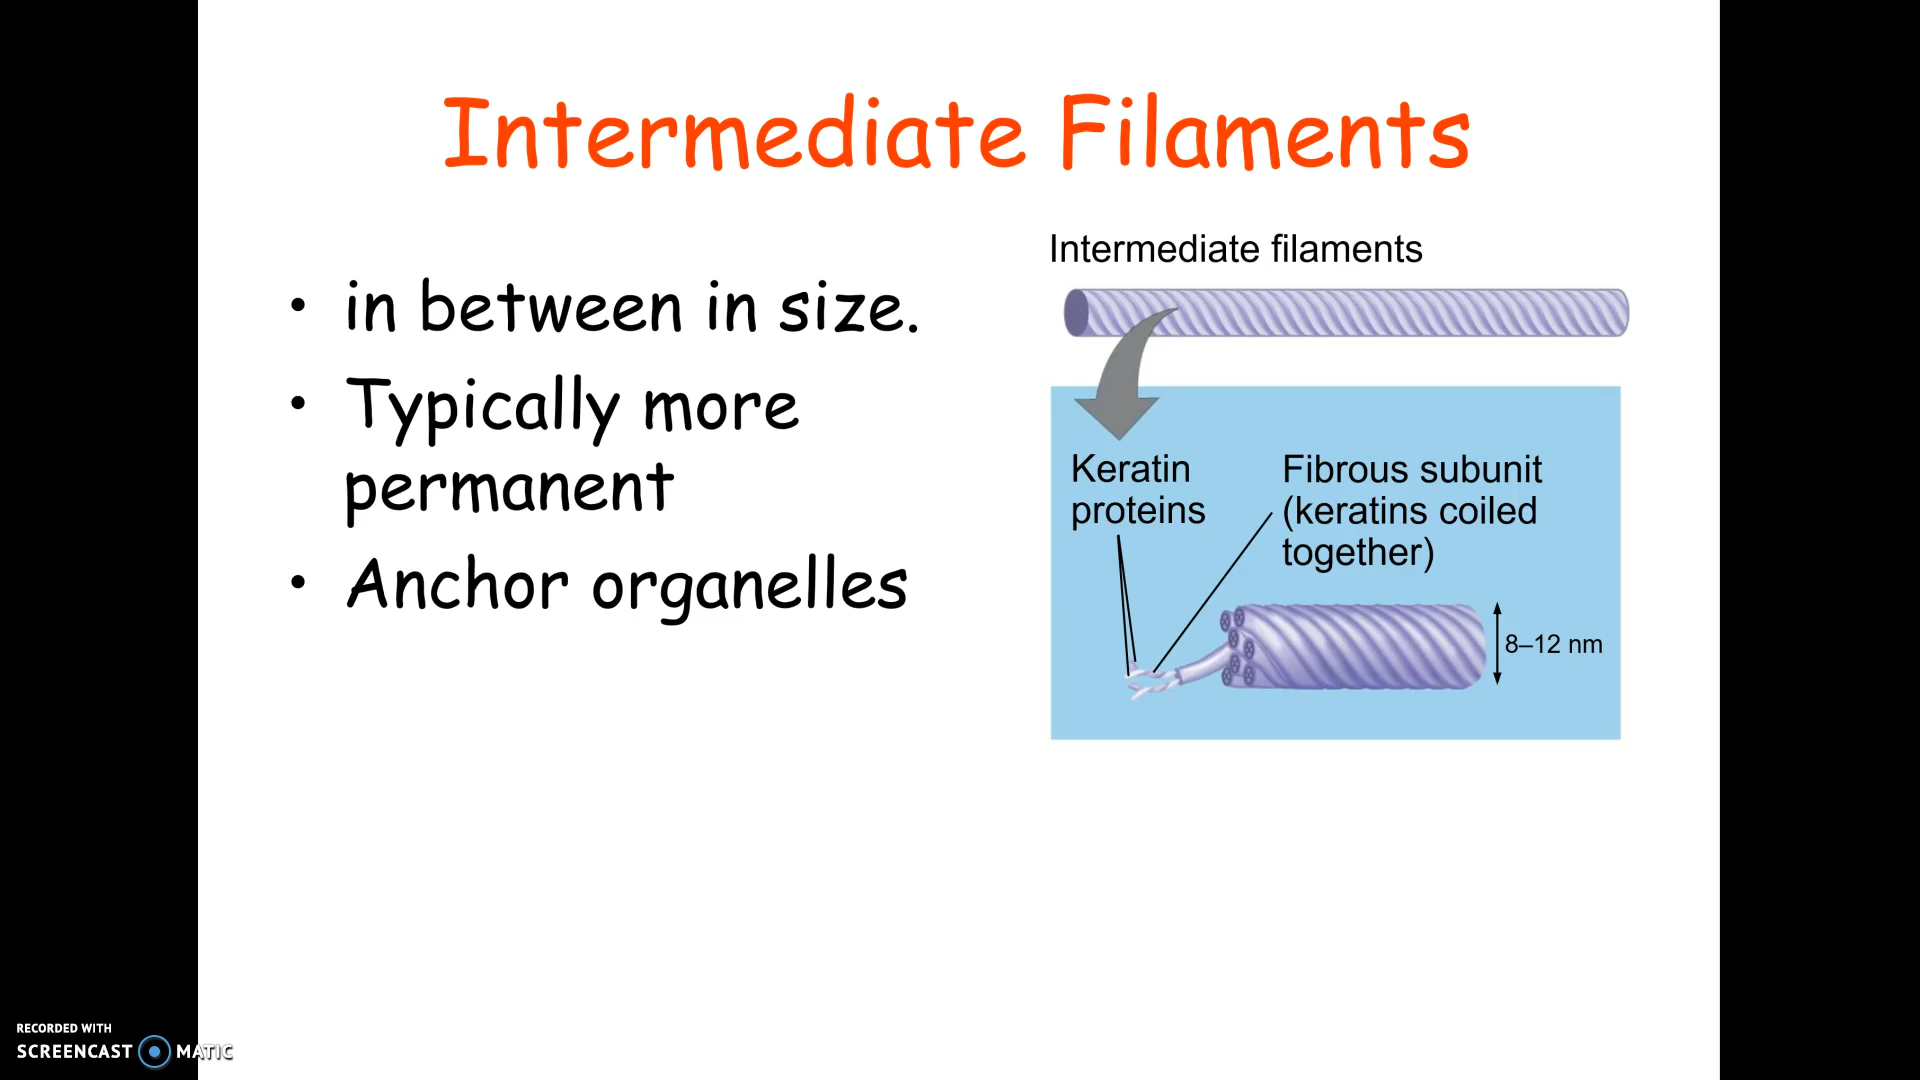 Intermediate Filaments
• in between in size.
• Typically more
permanent
• Anchor organelles
Intermediate filaments
Keratin
proteins
Fibrous subunit
(keratins coiled
together)
8–12 nm
RECORDED WITH
SCREENCAST MATIC